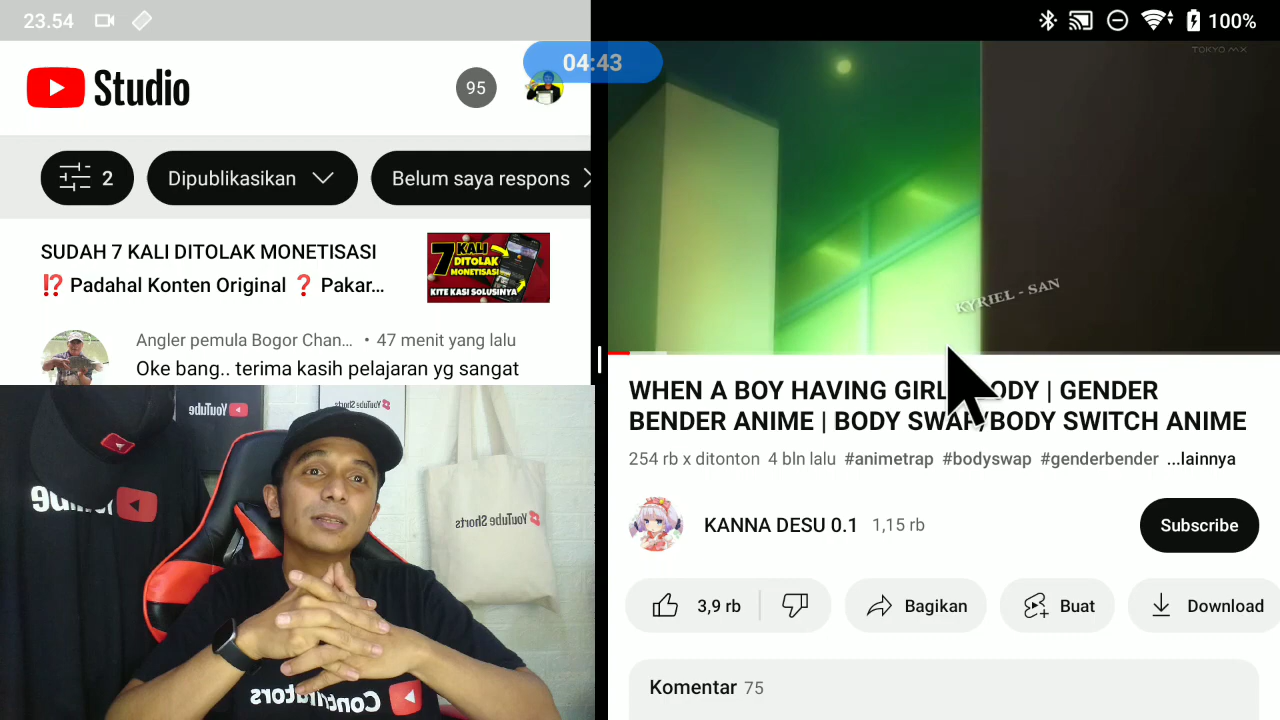 23.54
100%
04:43
Studio
95
2
Dipublikasikan
Belum saya respons
SUDAH 7 KALI DITOLAK MONETISASI
⁉️ Padahal Konten Original ❓ Pakar...
7 KALI
DITOLAK
MONETISASI
KITE KASI SOLUSINYA
Angler pemula Bogor Chan... • 47 menit yang lalu
Oke bang.. terima kasih pelajaran yg sangat
YouTube
YouTube Shorts
YouTube Shorts
Contributors
TOKYO MX
KYRIEL - SAN
WHEN A BOY HAVING GIRL BODY | GENDER
BENDER ANIME | BODY SWAP/BODY SWITCH ANIME
254 rb x ditonton 4 bln lalu #animetrap #bodyswap #genderbender ...lainnya
KANNA DESU 0.1 1,15 rb
Subscribe
3,9 rb
Bagikan
Buat
Download
Komentar 75